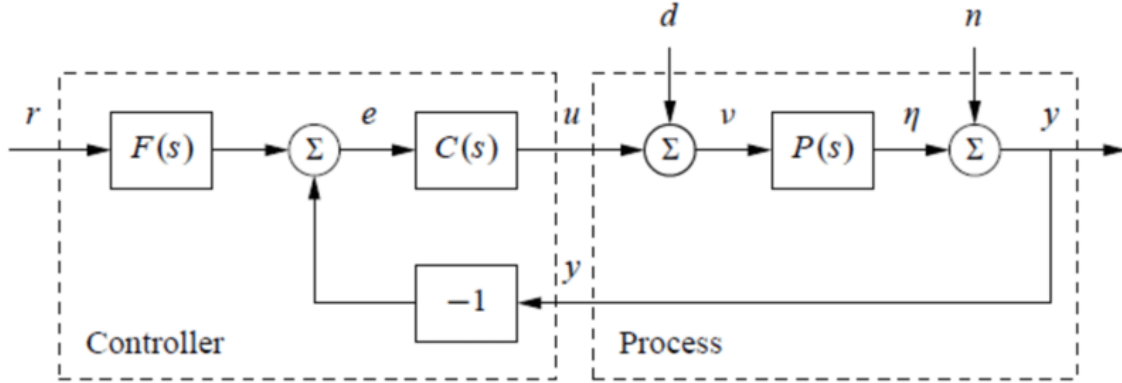 d n
r F(s) Σ e C(s) u Σ ν P(s) η Σ y
−1 y
Controller Process